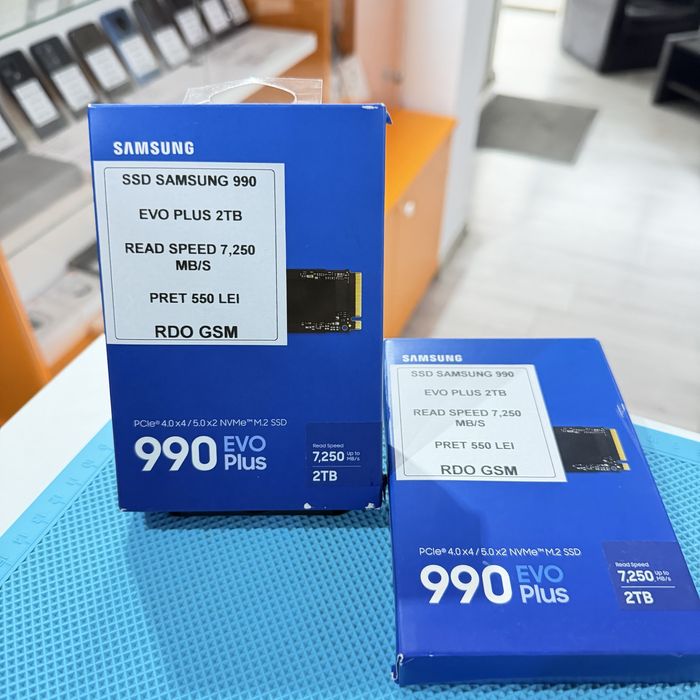 SAMSUNG
SSD SAMSUNG 990
EVO PLUS 2TB
READ SPEED 7,250
MB/S
PRET 550 LEI
RDO GSM
PCIe® 4.0 x4 / 5.0 x2 NVMe™ M.2 SSD
990 EVO Plus
Read Speed
7,250 up to MB/s
2TB
SAMSUNG
SSD SAMSUNG 990
EVO PLUS 2TB
READ SPEED 7,250
MB/S
PRET 550 LEI
RDO GSM
PCIe® 4.0 x4 / 5.0 x2 NVMe™ M.2 SSD
990 EVO Plus
Read Speed
7,250 up to MB/s
2TB